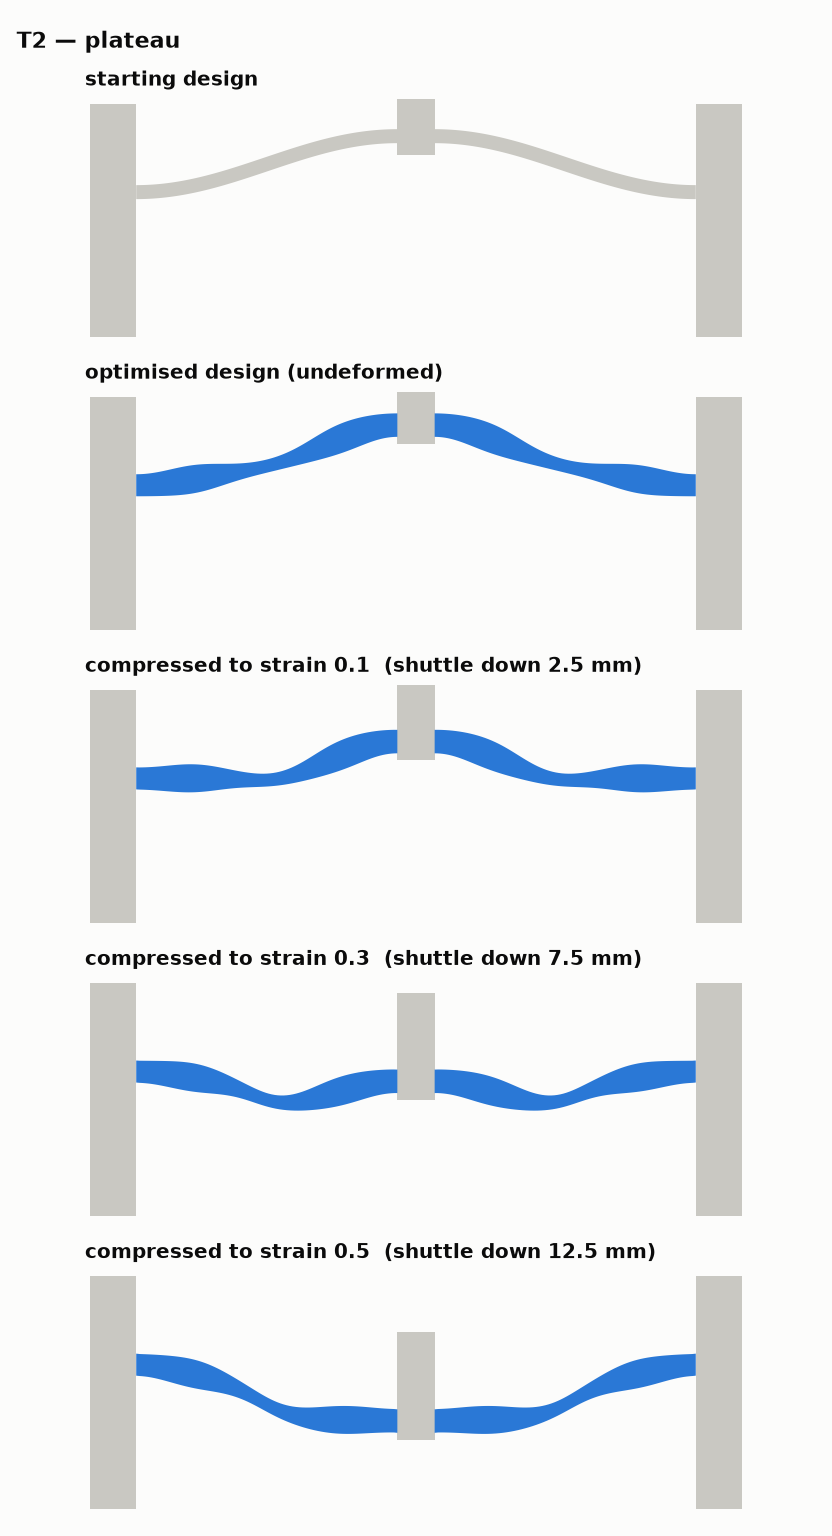 T2 — plateau
starting design
optimised design (undeformed)
compressed to strain 0.1  (shuttle down 2.5 mm)
compressed to strain 0.3  (shuttle down 7.5 mm)
compressed to strain 0.5  (shuttle down 12.5 mm)